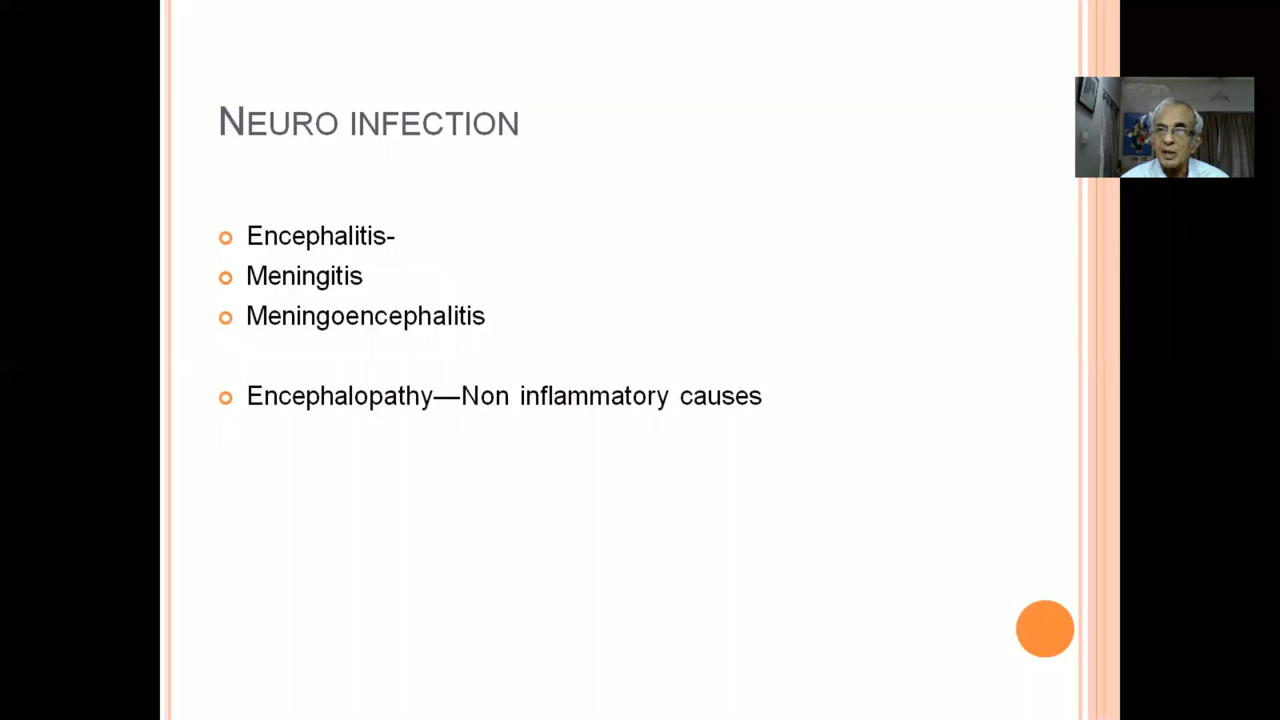 NEURO INFECTION
Encephalitis-
Meningitis
Meningoencephalitis
Encephalopathy—Non inflammatory causes